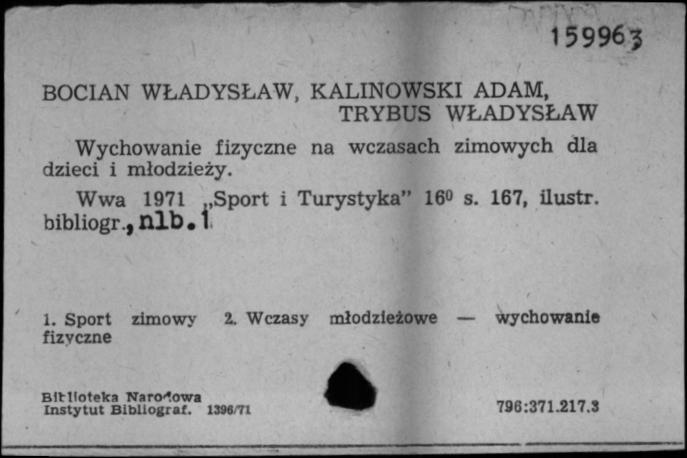 159963
BOCIAN WŁADYSŁAW, KALINOWSKI ADAM,
TRYBUS WŁADYSŁAW
Wychowanie fizyczne na wczasach zimowych dla
dzieci i młodzieży.
Wwa 1971 „Sport i Turystyka” 16⁰ s. 167, ilustr.
bibliogr., nlb. 1
1. Sport zimowy 2. Wczasy młodzieżowe — wychowanie
fizyczne
Biblioteka Narodowa
Instytut Bibliograf. 1396/71
796:371.217.3